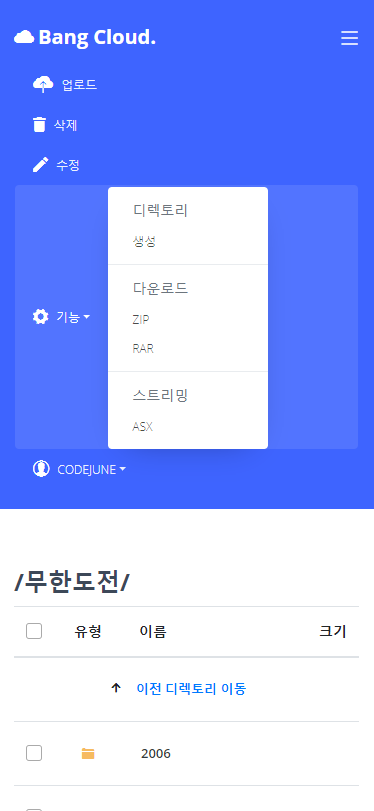 Bang Cloud.
업로드
삭제
수정
기능
디렉토리
생성
다운로드
ZIP
RAR
스트리밍
ASX
CODEJUNE
/무한도전/
유형 이름 크기
이전 디렉토리 이동
2006